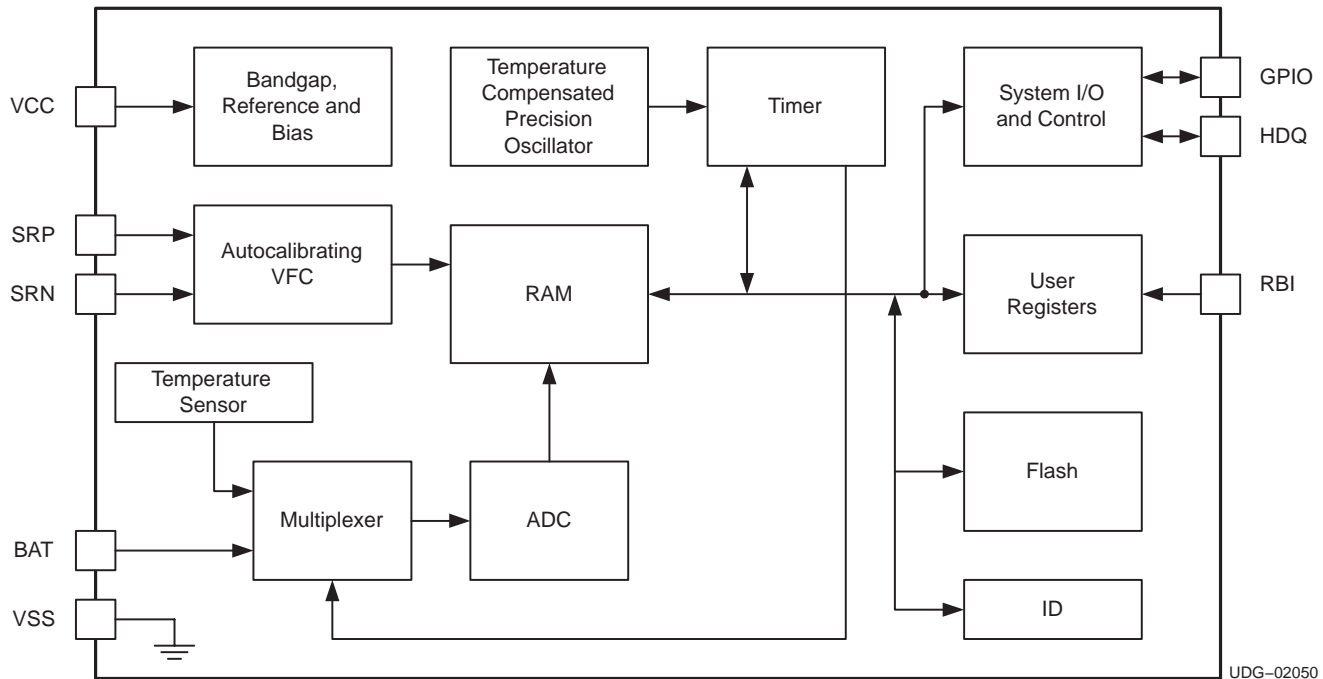 VCC
Bandgap,
Reference and
Bias
Temperature
Compensated
Precision
Oscillator
Timer
System I/O
and Control
GPIO
HDQ
SRP
SRN
Autocalibrating
VFC
RAM
User
Registers
RBI
Temperature
Sensor
Multiplexer
ADC
Flash
BAT
VSS
ID
UDG–02050